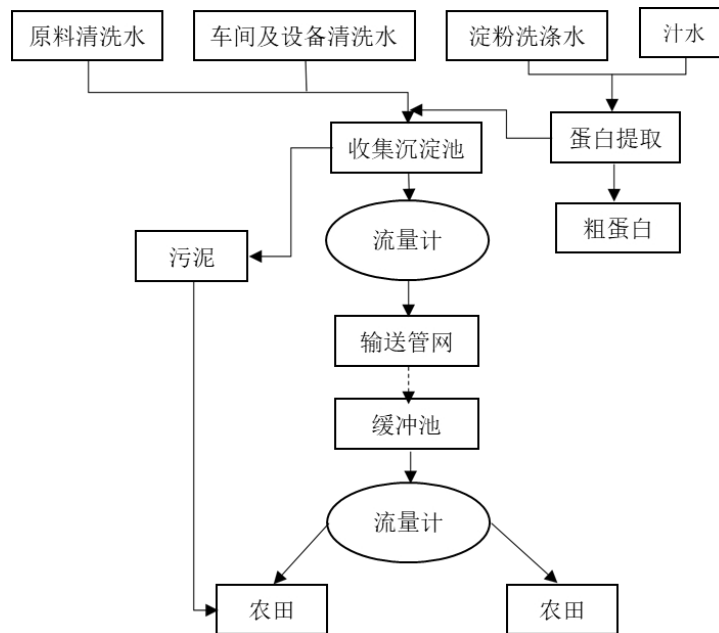 原料清洗水
车间及设备清洗水
淀粉洗涤水
汁水
收集沉淀池
蛋白提取
流量计
粗蛋白
污泥
输送管网
缓冲池
流量计
农田
农田